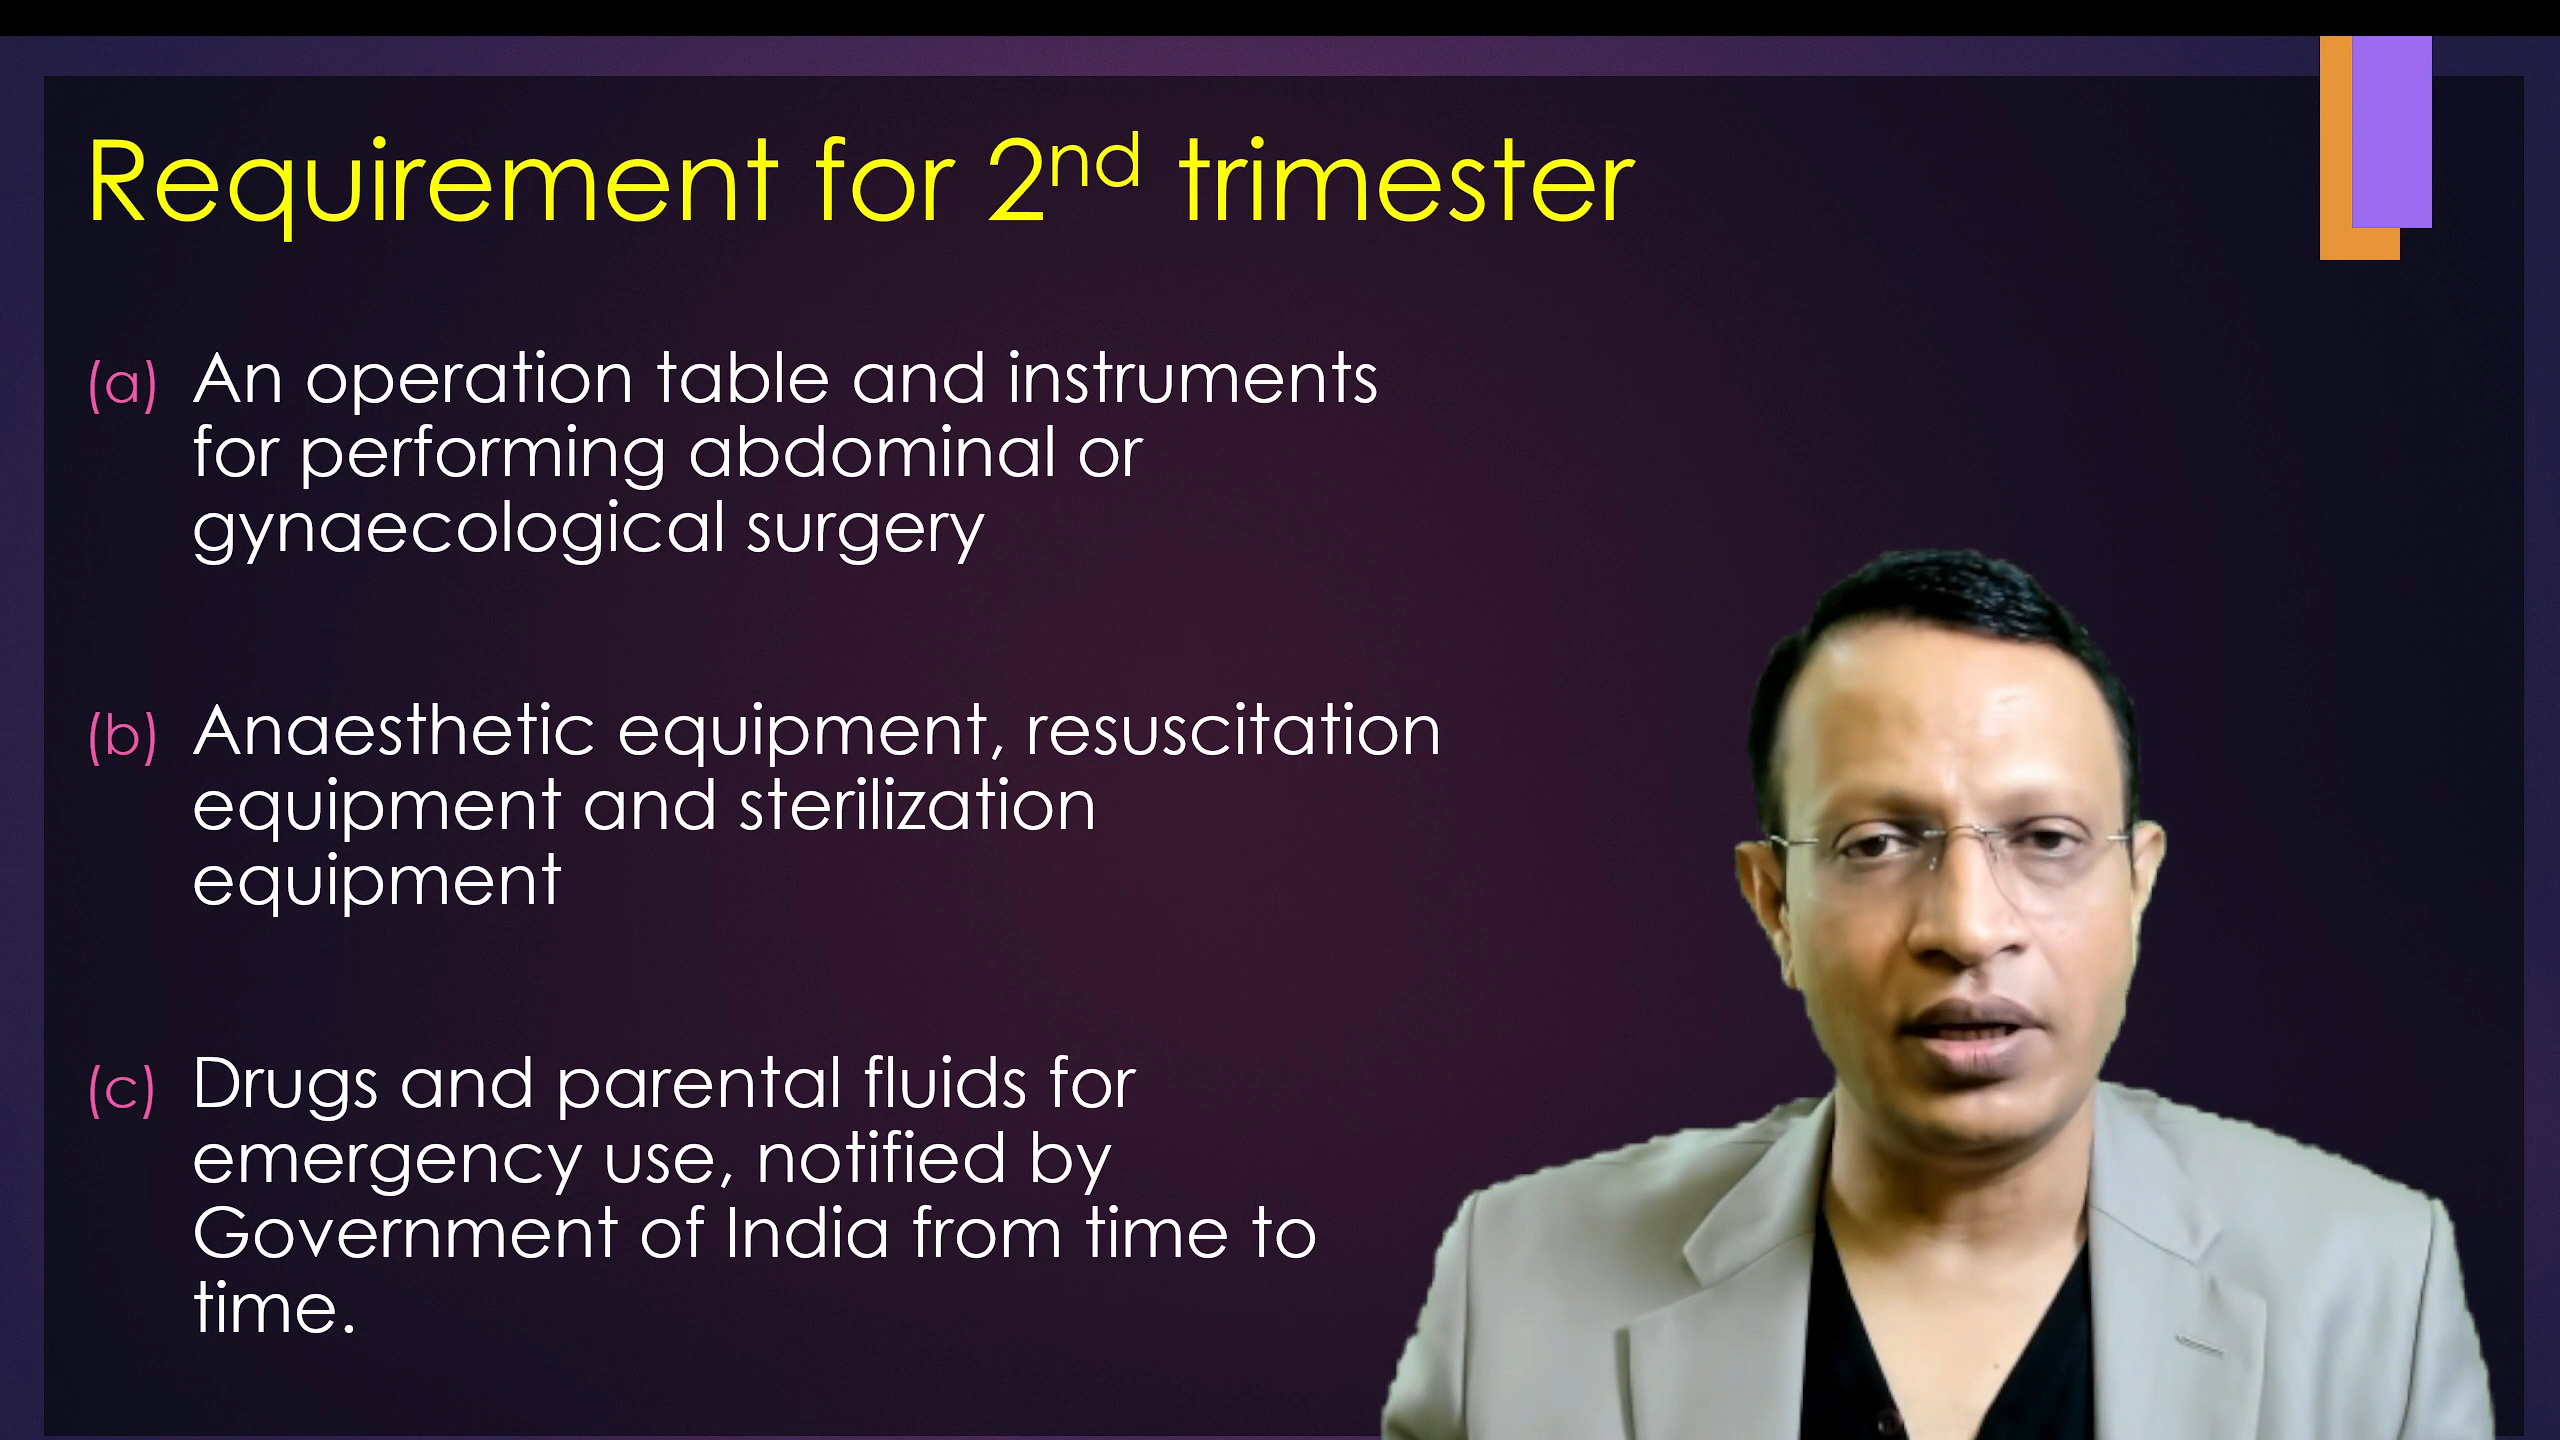 Requirement for 2nd trimester
(a) An operation table and instruments
for performing abdominal or
gynaecological surgery
(b) Anaesthetic equipment, resuscitation
equipment and sterilization
equipment
(c) Drugs and parental fluids for
emergency use, notified by
Government of India from time to
time.